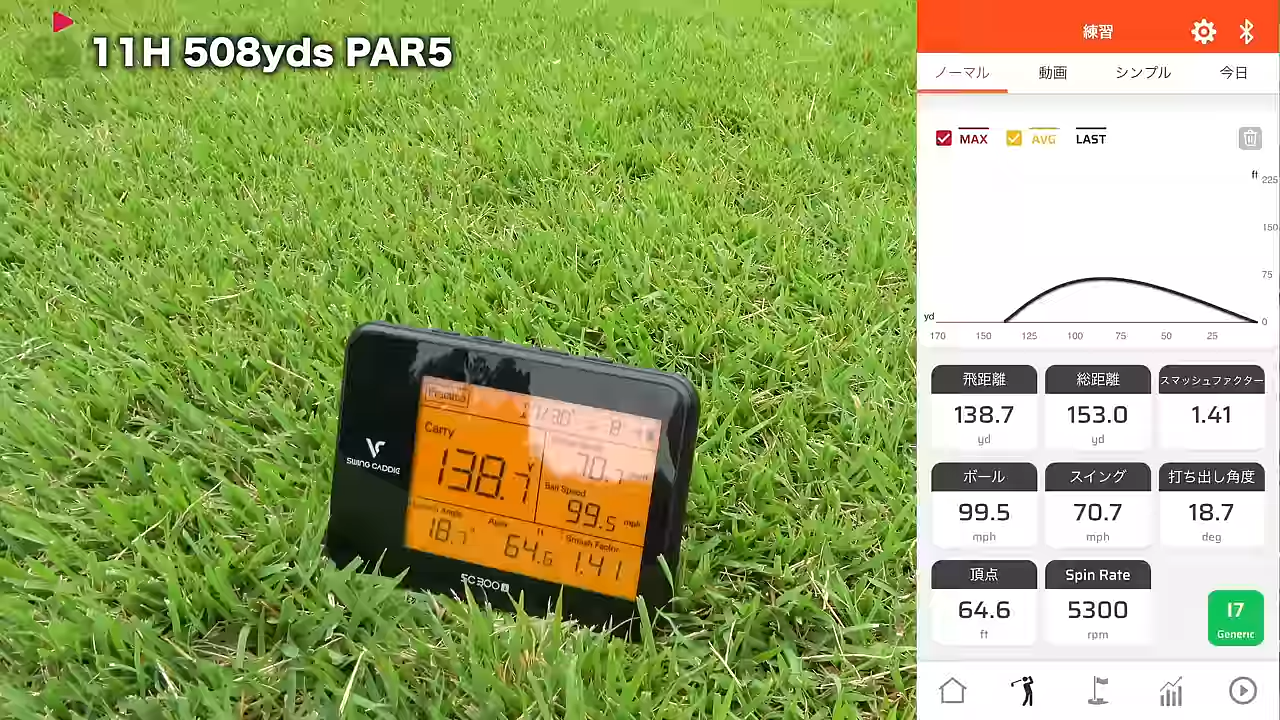 11H 508yds PAR5
練習
ノーマル 動画 シンプル 今日
MAX AVG LAST
ft
225
150
75
0
yd
170 150 125 100 75 50 25
飛距離 総距離 スマッシュファクター
138.7 153.0 1.41
yd yd
ボール スイング 打ち出し角度
99.5 70.7 18.7
mph mph deg
頂点 Spin Rate
64.6 5300
ft rpm
I7
Generic
Carry
138.7
70.7
Ball Speed
99.5 mph
Apex ft Smash Factor
18.7° 64.6 1.41
SWING CADDIE
SC300i